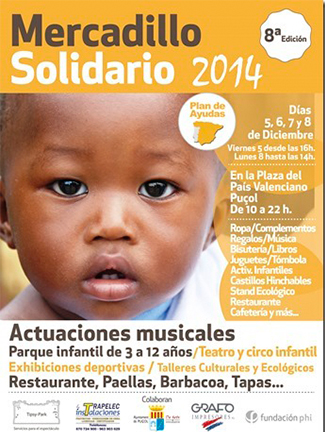 Mercadillo
Solidario 2014
8ª Edición
Plan de
Ayudas
Días
5, 6, 7 y 8
de Diciembre
Viernes 5 desde las 16h.
Lunes 8 hasta las 14h.
En la Plaza del
País Valenciano
Puçol
De 10 a 22 h.
Ropa/Complementos
Regalos/Música
Bisutería/Libros
Juguetes/Tómbola
Activ. Infantiles
Castillos Hinchables
Stand Ecológico
Restaurante
Cafetería y más...
Actuaciones musicales
Parque infantil de 3 a 12 años/Teatro y circo infantil
Exhibiciones deportivas / Talleres Culturales y Ecológicos
Restaurante, Paellas, Barbacoa, Tapas...
Colaboran
Tipsy Park
TRAPELEC
Instalaciones
GRAFO
IMPRESORES
fundación phi